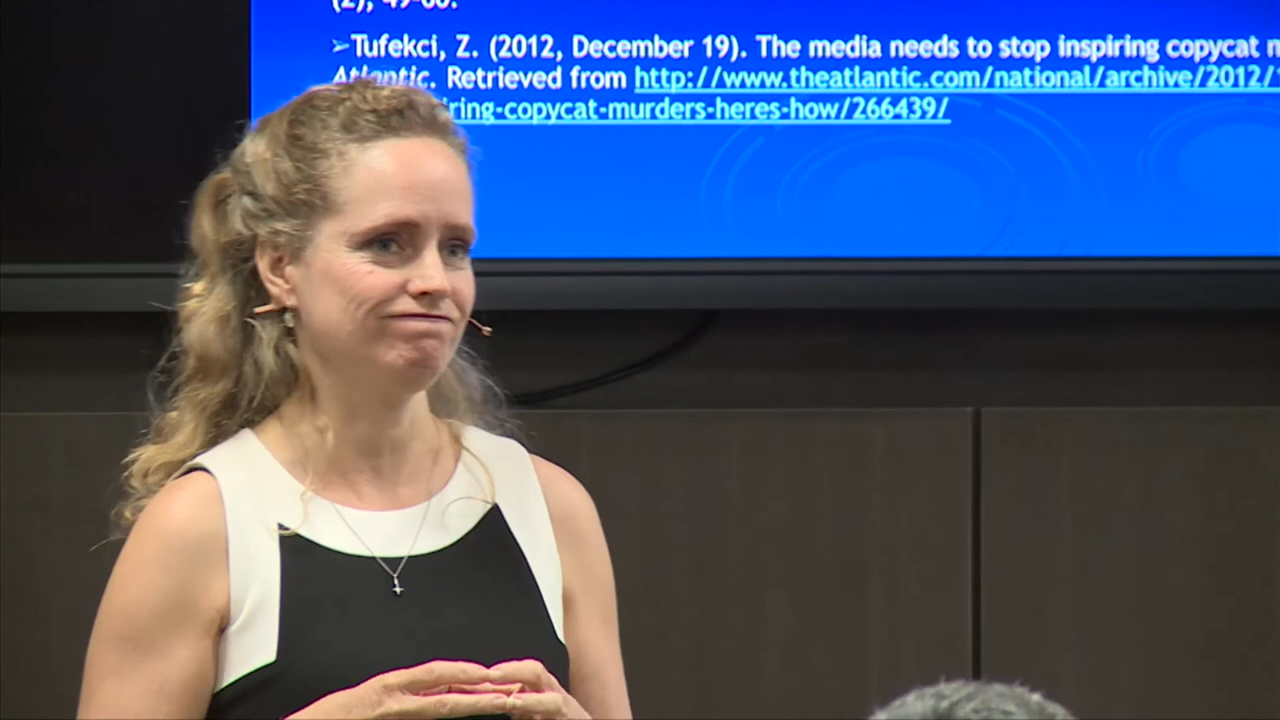 (2), 49-60.
➢Tufekci, Z. (2012, December 19). The media needs to stop inspiring copycat
Atlantic. Retrieved from http://www.theatlantic.com/national/archive/2012/
ring-copycat-murders-heres-how/266439/